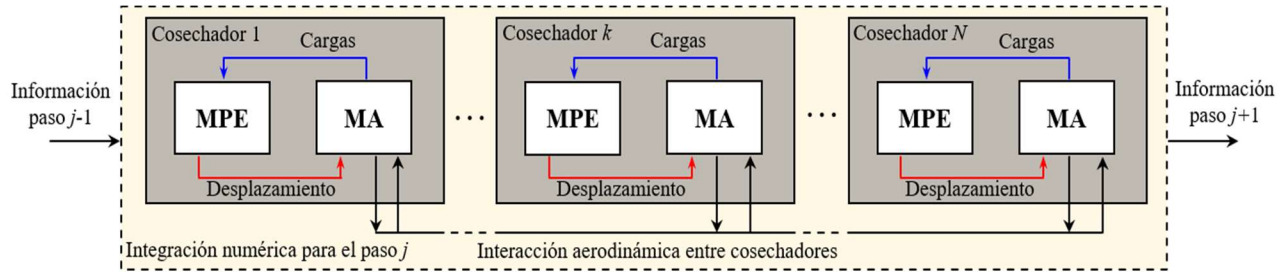 Información
paso j-1
Cosechador 1
Cargas
MPE
MA
Desplazamiento
...
Cosechador k
Cargas
MPE
MA
Desplazamiento
...
Cosechador N
Cargas
MPE
MA
Desplazamiento
Información
paso j+1
Integración numérica para el paso j
Interacción aerodinámica entre cosechadores